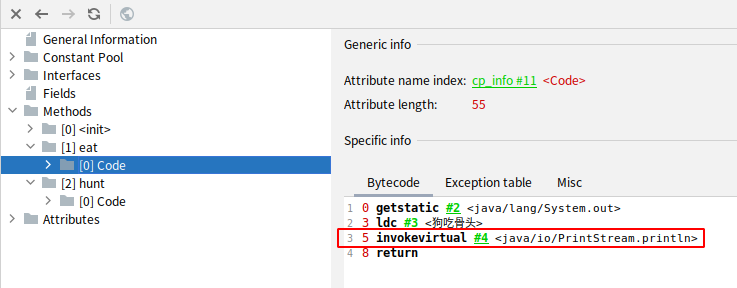 General Information
Constant Pool
Interfaces
Fields
Methods
[0] <init>
[1] eat
[0] Code
[2] hunt
[0] Code
Attributes
Generic info
Attribute name index: cp_info #11 <Code>
Attribute length: 55
Specific info
Bytecode Exception table Misc
1 0 getstatic #2 <java/lang/System.out>
2 3 ldc #3 <狗吃骨头>
3 5 invokevirtual #4 <java/io/PrintStream.println>
4 8 return